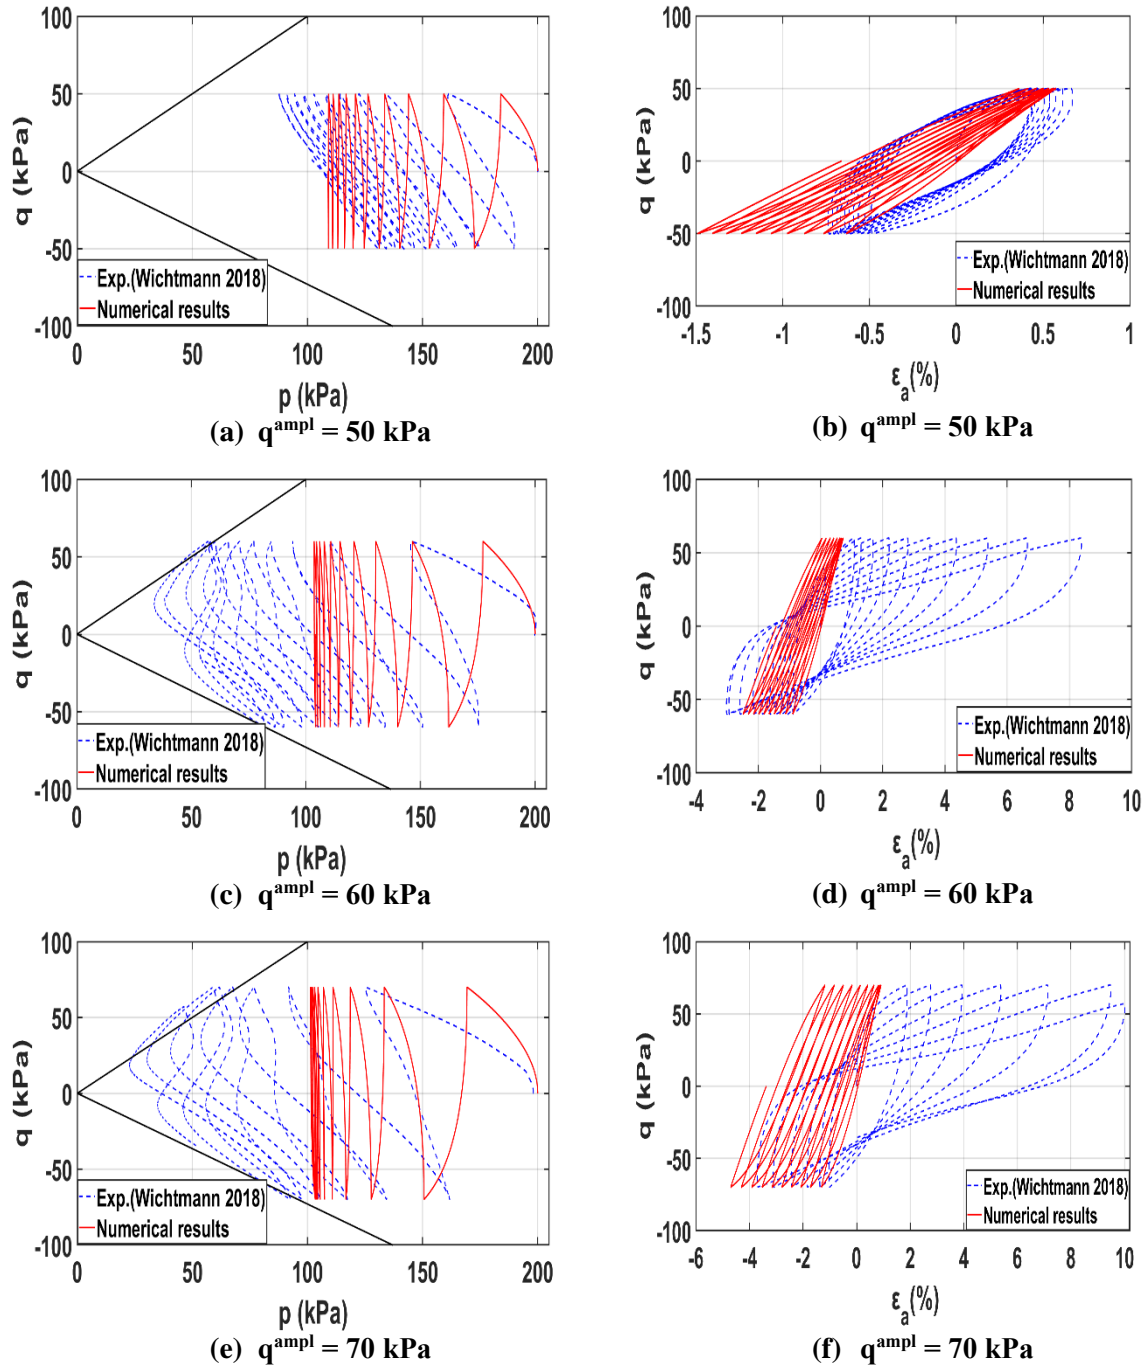 100
50
0
-50
-100
q (kPa)
0
50
100
150
200
p (kPa)
Exp.(Wichtmann 2018)
Numerical results
(a) q^ampl = 50 kPa
100
50
0
-50
-100
q (kPa)
-1.5
-1
-0.5
0
0.5
1
ε_a(%)
Exp.(Wichtmann 2018)
Numerical results
(b) q^ampl = 50 kPa
100
50
0
-50
-100
q (kPa)
0
50
100
150
200
p (kPa)
Exp.(Wichtmann 2018)
Numerical results
(c) q^ampl = 60 kPa
100
50
0
-50
-100
q (kPa)
-4
-2
0
2
4
6
8
10
ε_a(%)
Exp.(Wichtmann 2018)
Numerical results
(d) q^ampl = 60 kPa
100
50
0
-50
-100
q (kPa)
0
50
100
150
200
p (kPa)
Exp.(Wichtmann 2018)
Numerical results
(e) q^ampl = 70 kPa
100
50
0
-50
-100
q (kPa)
-6
-4
-2
0
2
4
6
8
10
ε_a(%)
Exp.(Wichtmann 2018)
Numerical results
(f) q^ampl = 70 kPa